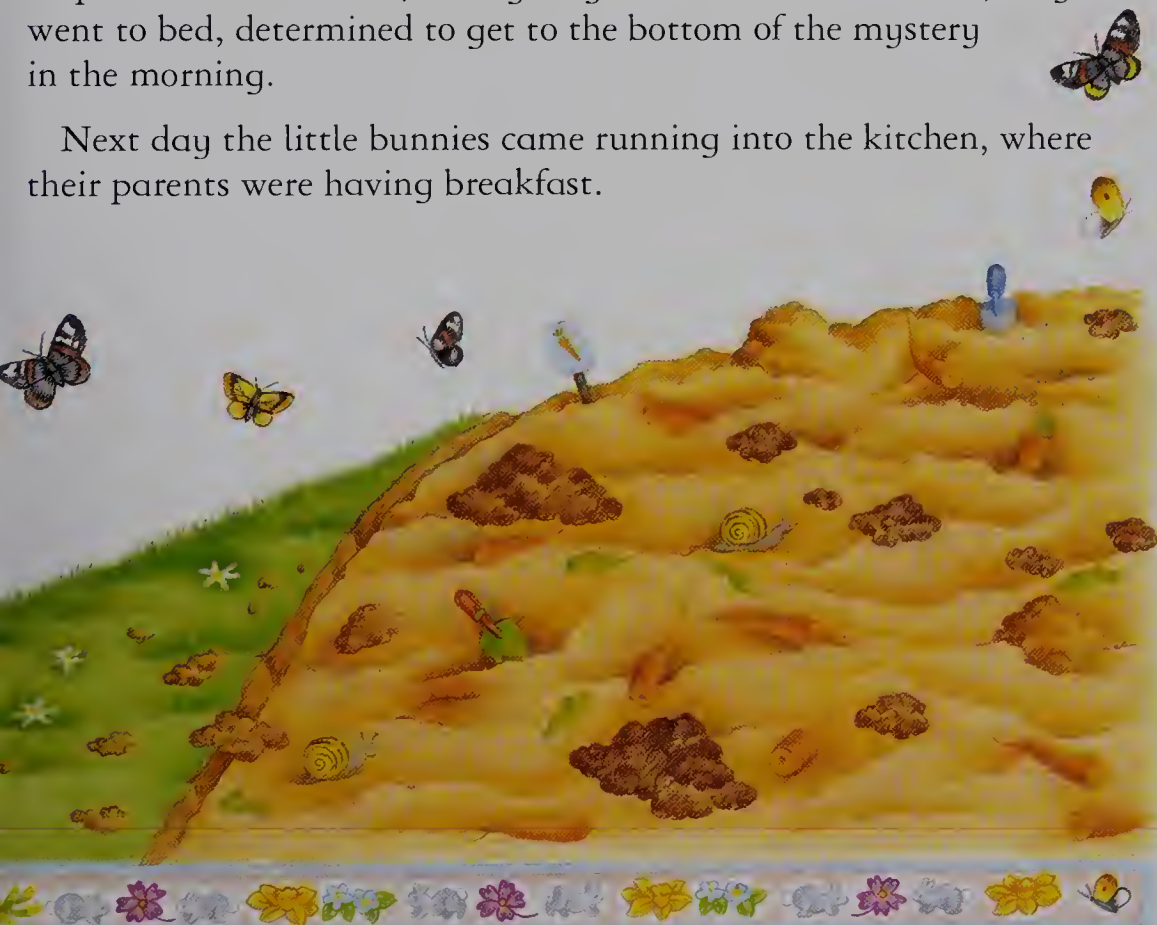 went to bed, determined to get to the bottom of the mystery
in the morning.
Next day the little bunnies came running into the kitchen, where
their parents were having breakfast.